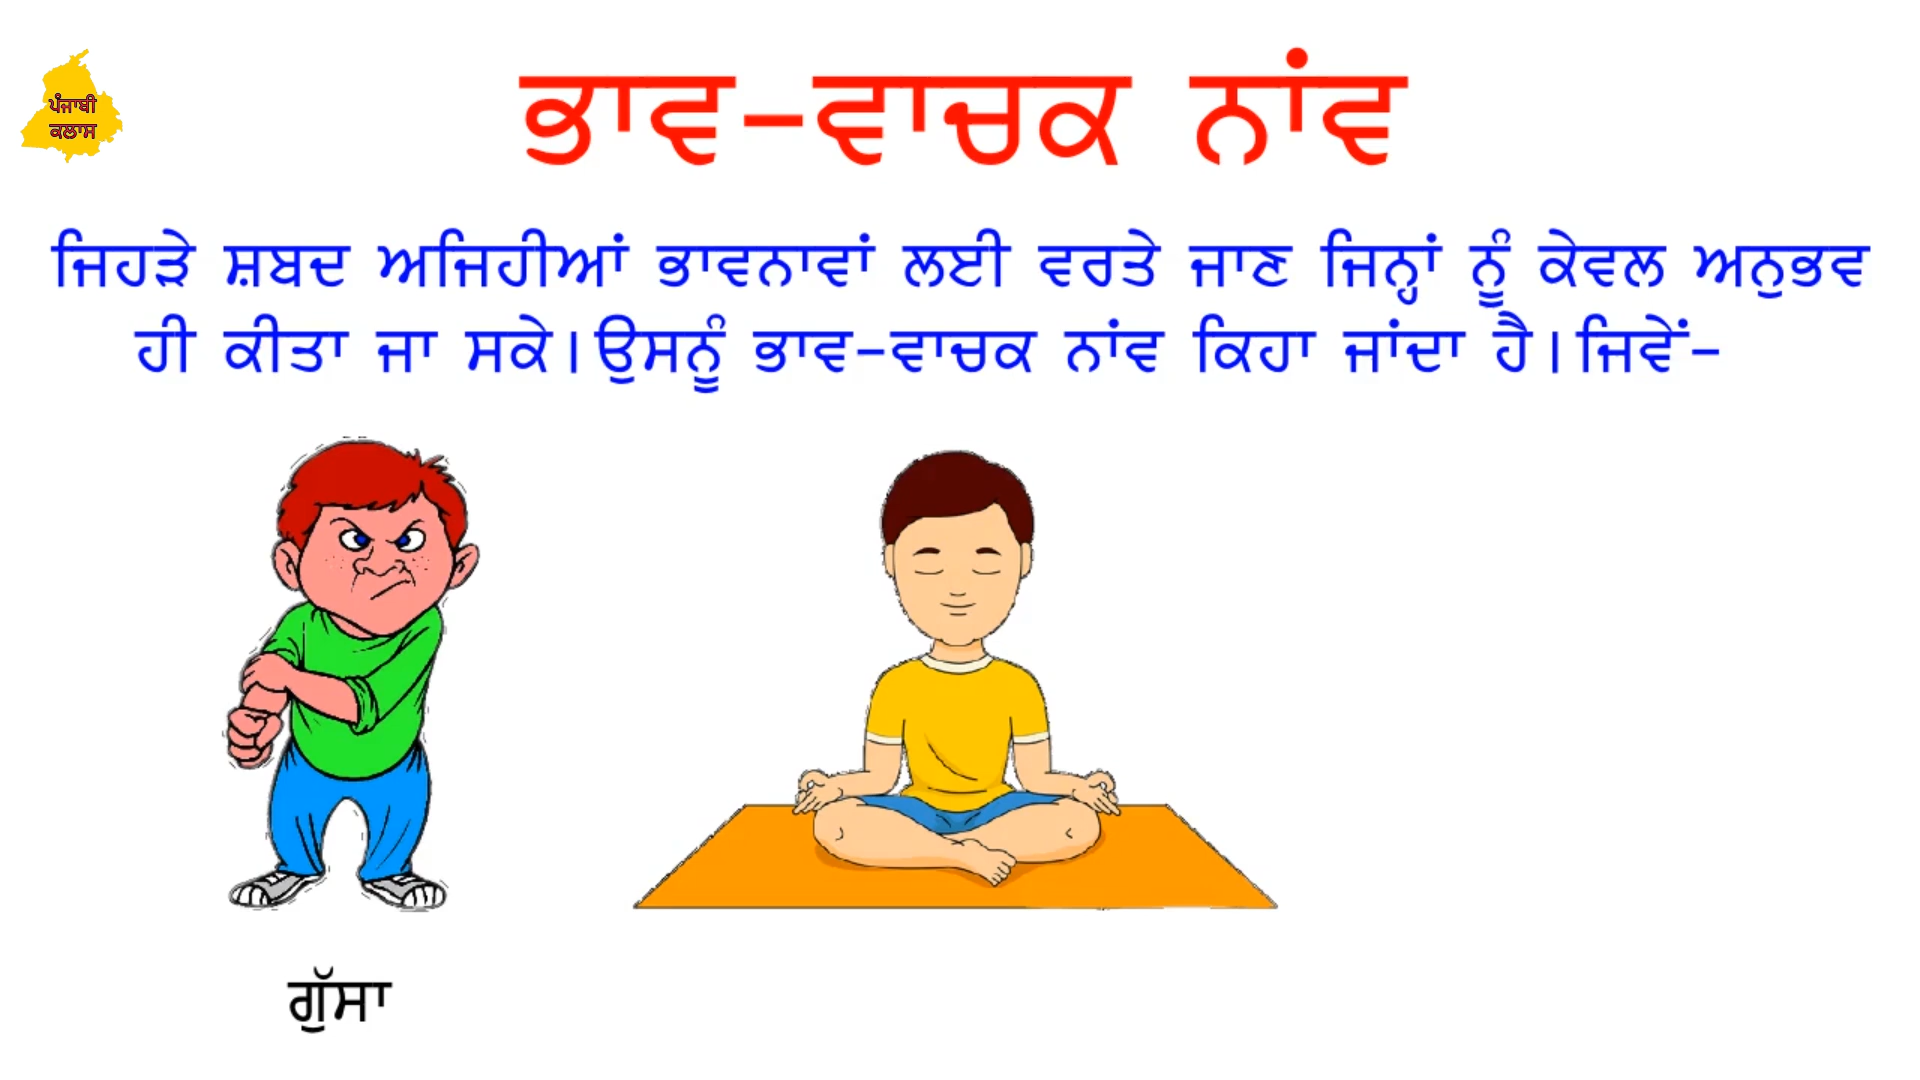 ਪੰਜਾਬੀ
ਕਲਾਸ
ਭਾਵ-ਵਾਚਕ ਨਾਂਵ
ਜਿਹੜੇ ਸ਼ਬਦ ਅਜਿਹੀਆਂ ਭਾਵਨਾਵਾਂ ਲਈ ਵਰਤੇ ਜਾਣ ਜਿਨ੍ਹਾਂ ਨੂੰ ਕੇਵਲ ਅਨੁਭਵ
ਹੀ ਕੀਤਾ ਜਾ ਸਕੇ।ਉਸਨੂੰ ਭਾਵ-ਵਾਚਕ ਨਾਂਵ ਕਿਹਾ ਜਾਂਦਾ ਹੈ।ਜਿਵੇਂ-
ਗੁੱਸਾ